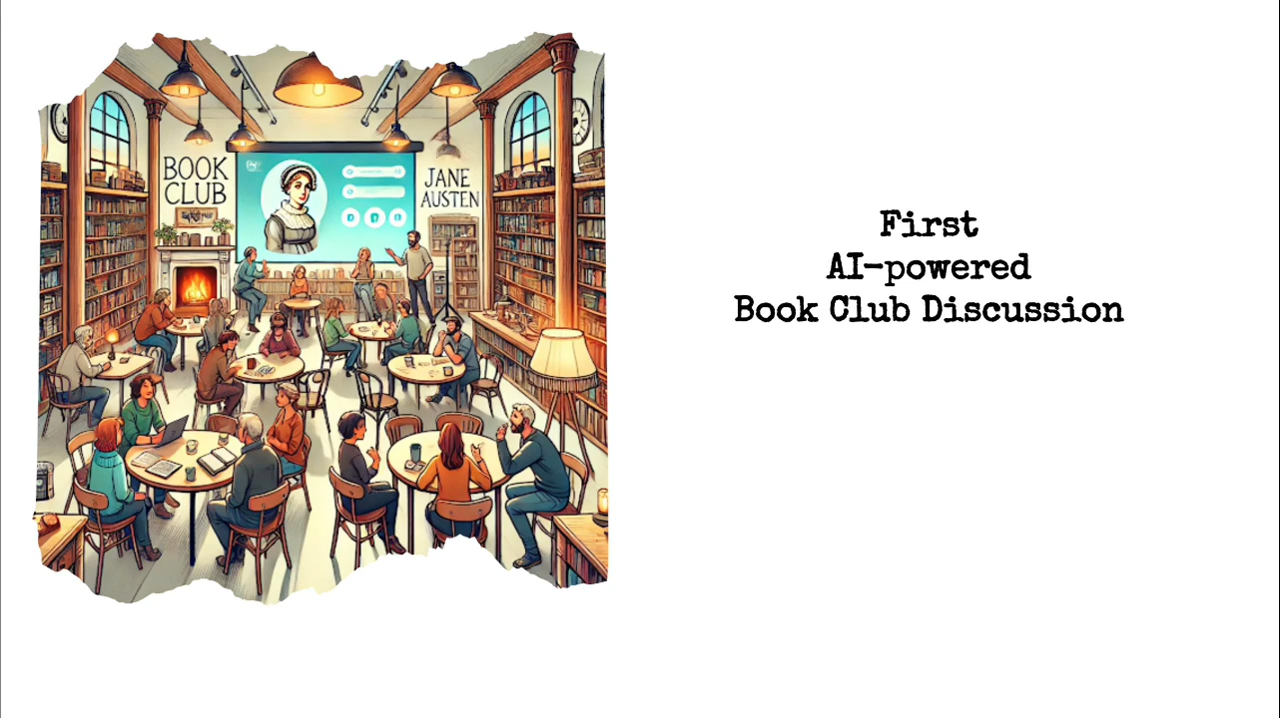 BOOK
CLUB
JANE
AUSTEN
First
AI-powered
Book Club Discussion